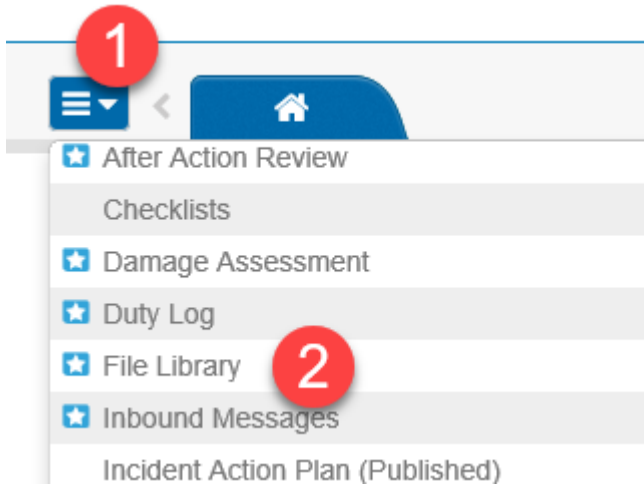 1
After Action Review
Checklists
Damage Assessment
Duty Log
File Library
2
Inbound Messages
Incident Action Plan (Published)